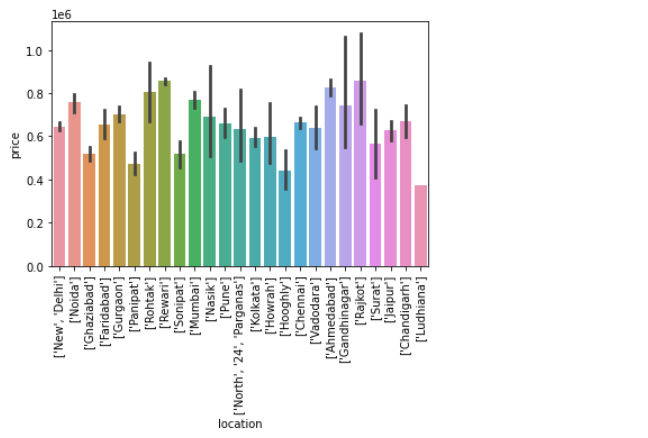 1e6
1.0
0.8
0.6
0.4
0.2
0.0
price
['New', 'Delhi']
['Noida']
['Ghaziabad']
['Faridabad']
['Gurgaon']
['Panipat']
['Rohtak']
['Rewari']
['Sonipat']
['Mumbai']
['Nasik']
['Pune']
['North', '24', 'Parganas']
['Kolkata']
['Howrah']
['Hooghly']
['Chennai']
['Vadodara']
['Ahmedabad']
['Gandhinagar']
['Rajkot']
['Surat']
['Jaipur']
['Chandigarh']
['Ludhiana']
location